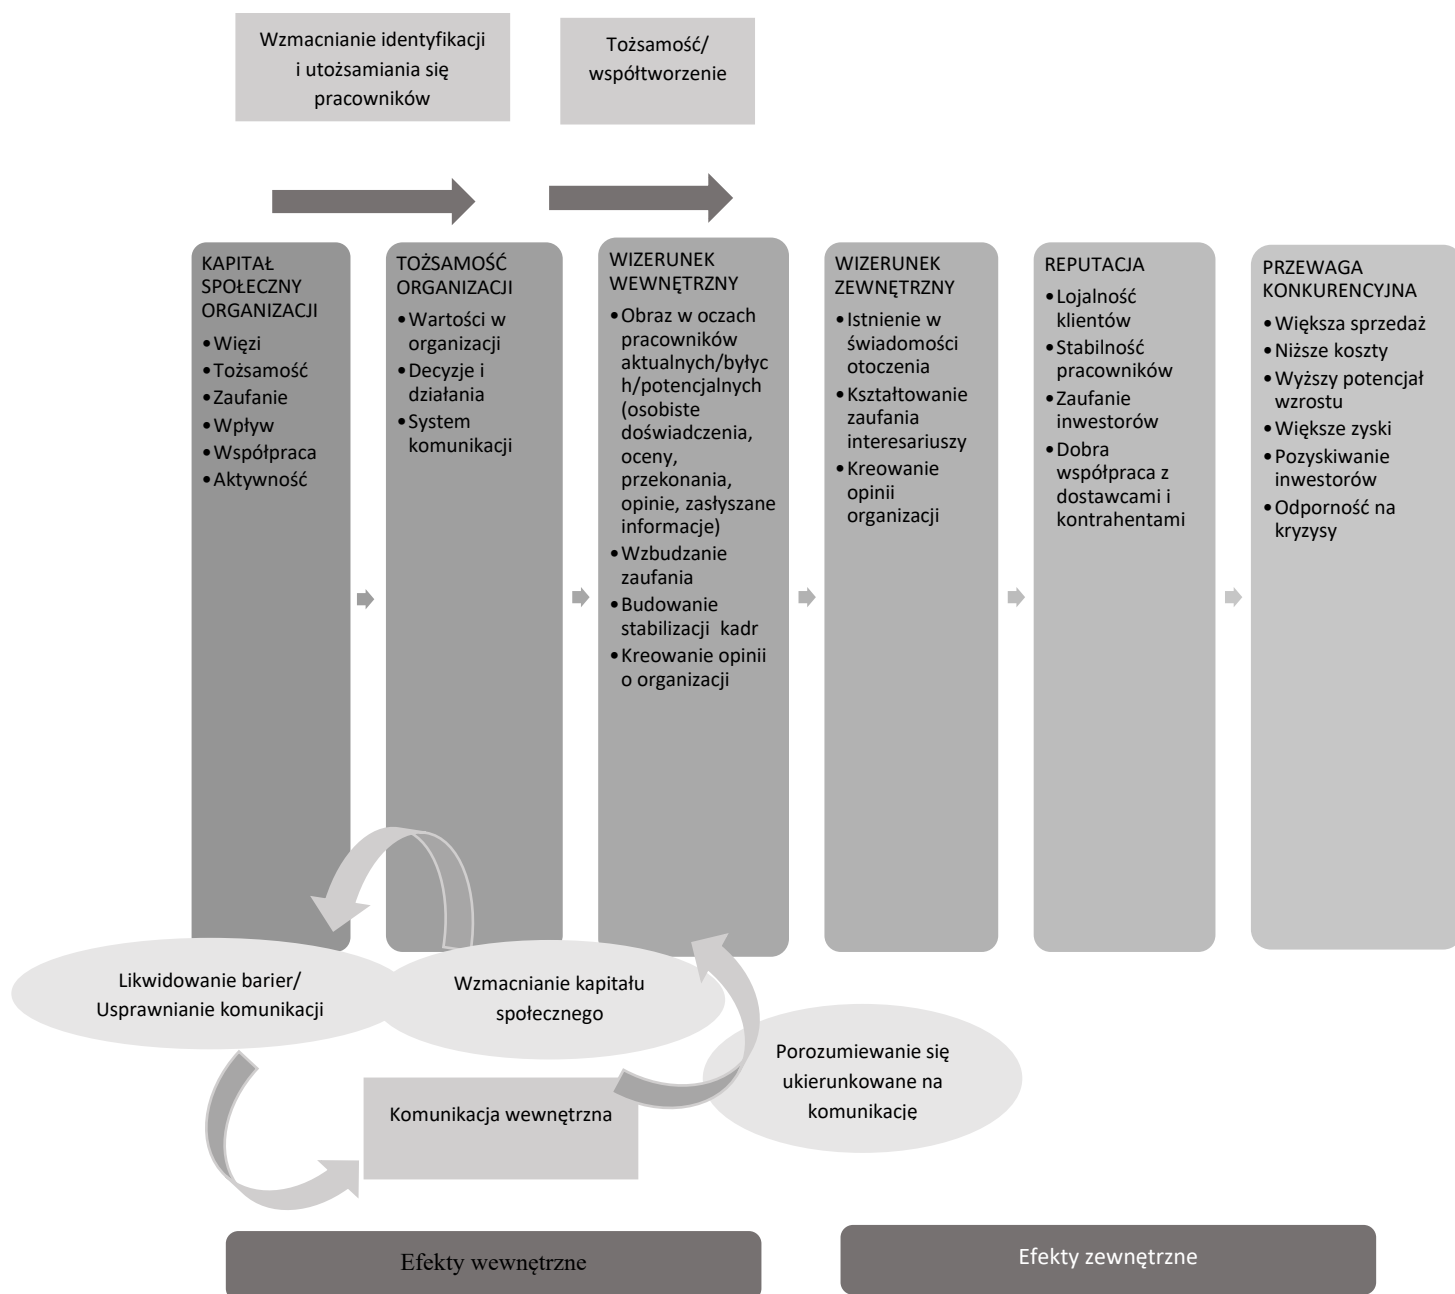 Wzmacnianie identyfikacji
i utożsamiania się
pracowników
Tożsamość/
współtworzenie
KAPITAŁ
SPOŁECZNY
ORGANIZACJI
•Więzi
•Tożsamość
•Zaufanie
•Wpływ
•Współpraca
•Aktywność
TOŻSAMOŚĆ
ORGANIZACJI
•Wartości w
organizacji
•Decyzje i
działania
•System
komunikacji
WIZERUNEK
WEWNĘTRZNY
•Obraz w oczach
pracowników
aktualnych/byłyc
h/potencjalnych
(osobiste
doświadczenia,
oceny,
przekonania,
opinie, zasłyszane
informacje)
•Wzbudzanie
zaufania
•Budowanie
stabilizacji kadr
•Kreowanie opinii
o organizacji
WIZERUNEK
ZEWNĘTRZNY
•Istnienie w
świadomości
otoczenia
•Kształtowanie
zaufania
interesariuszy
•Kreowanie
opinii
organizacji
REPUTACJA
•Lojalność
klientów
•Stabilność
pracowników
•Zaufanie
inwestorów
•Dobra
współpraca z
dostawcami i
kontrahentami
PRZEWAGA
KONKURENCYJNA
•Większa sprzedaż
•Niższe koszty
•Wyższy potencjał
wzrostu
•Większe zyski
•Pozyskiwanie
inwestorów
•Odporność na
kryzysy
Likwidowanie barier/
Usprawnianie komunikacji
Wzmacnianie kapitału
społecznego
Porozumiewanie się
ukierunkowane na
komunikację
Komunikacja wewnętrzna
Efekty wewnętrzne
Efekty zewnętrzne